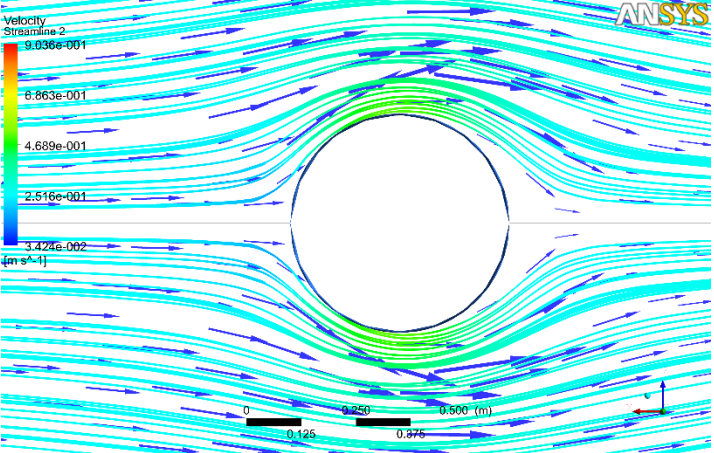 ANSYS
Velocity
Streamline 2
9.036e-001
6.863e-001
4.689e-001
2.516e-001
3.424e-002
[m s^-1]
0 0.250 0.500 (m)
0.125 0.375